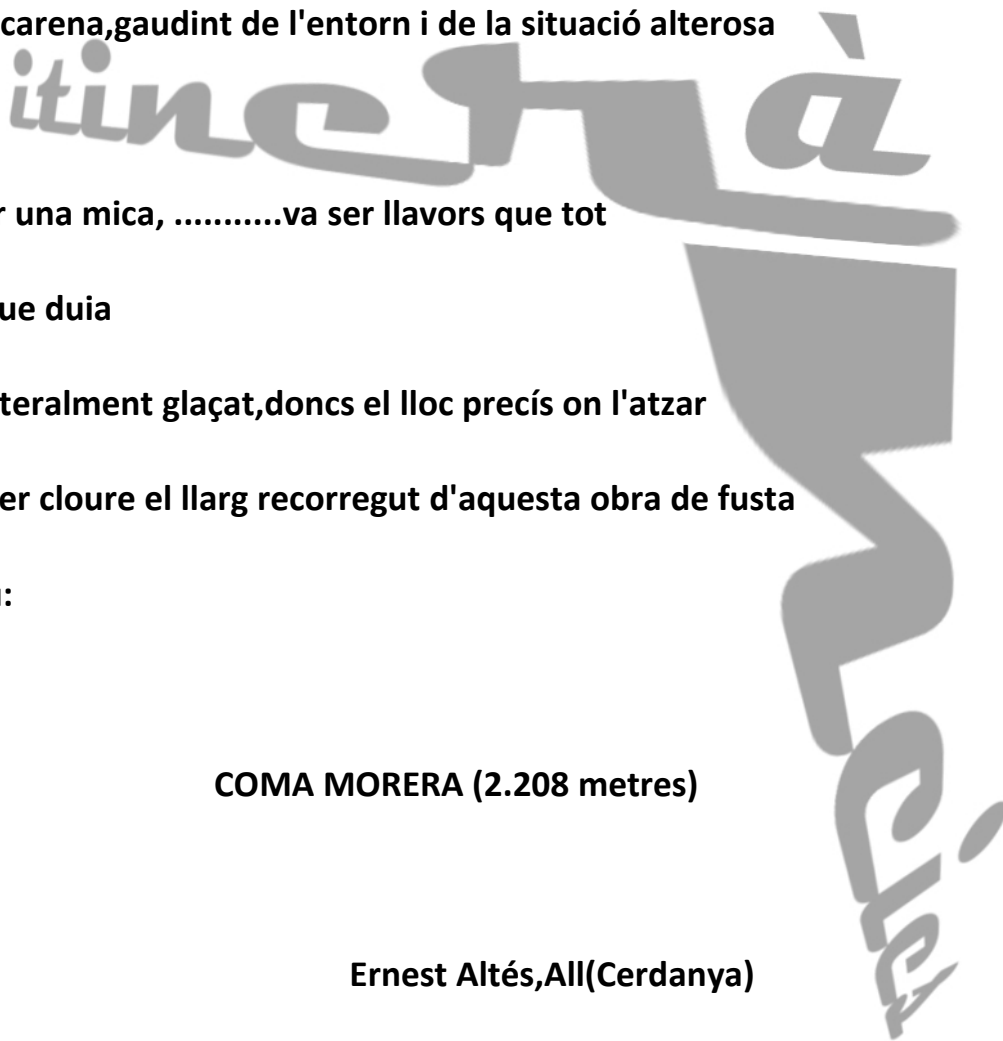 carena,gaudint de l'entorn i de la situació alterosa
itinerà
r una mica, ...........va ser llavors que tot
ue duia
teralment glaçat,doncs el lloc precís on l'atzar
er cloure el llarg recorregut d'aquesta obra de fusta
:
COMA MORERA (2.208 metres)
Ernest Altés,All(Cerdanya)